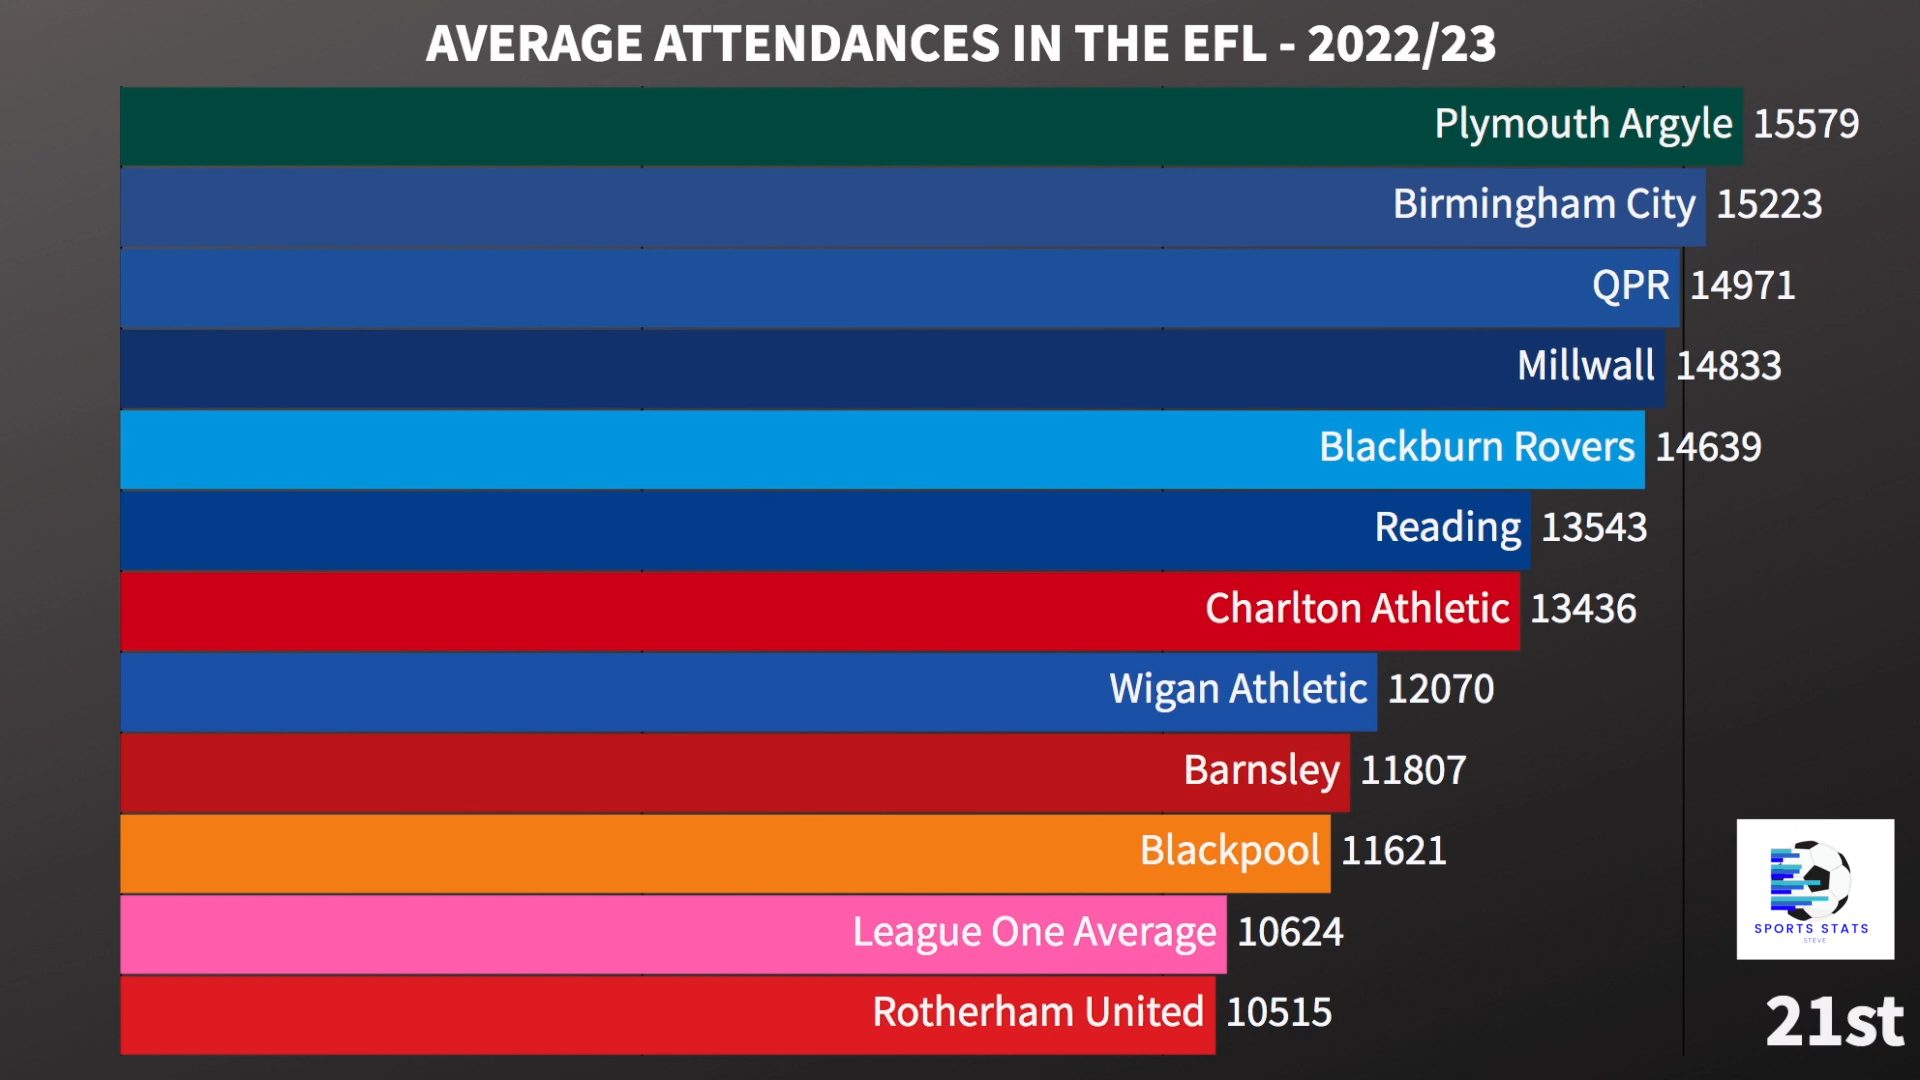 AVERAGE ATTENDANCES IN THE EFL - 2022/23
Plymouth Argyle 15579
Birmingham City 15223
QPR 14971
Millwall 14833
Blackburn Rovers 14639
Reading 13543
Charlton Athletic 13436
Wigan Athletic 12070
Barnsley 11807
Blackpool 11621
League One Average 10624
Rotherham United 10515
SPORTS STATS
STEVE
21st